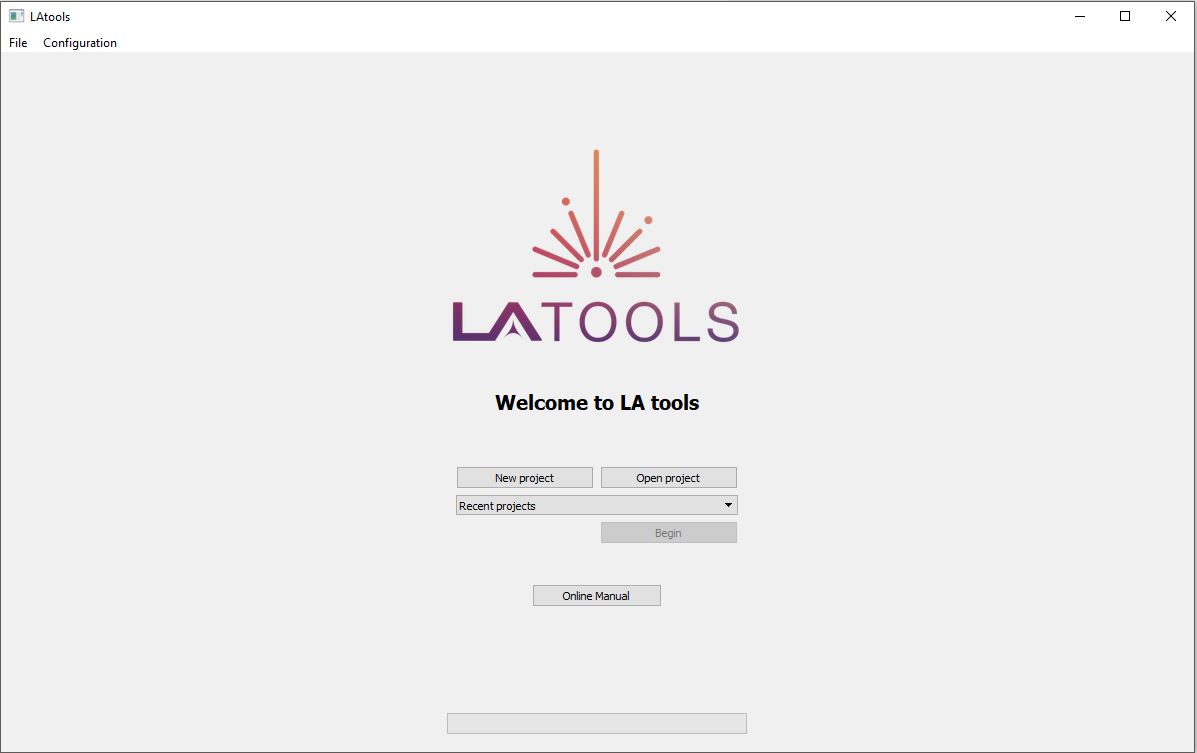 LAtools
File Configuration
LATOOLS
Welcome to LA tools
New project Open project
Recent projects
Begin
Online Manual